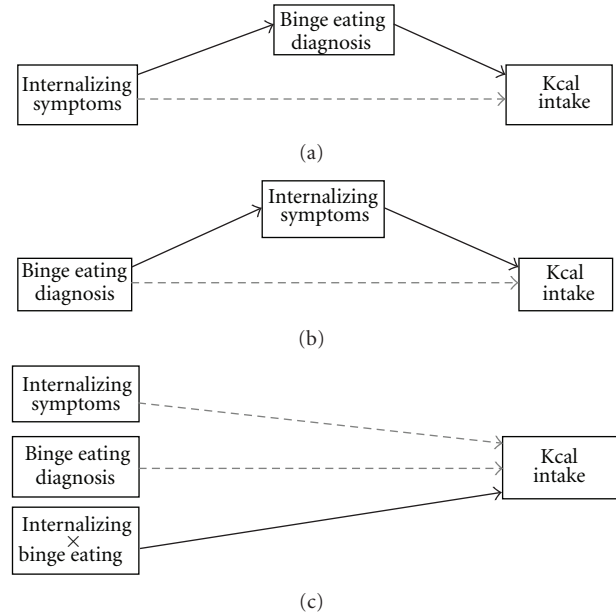 Binge eating
diagnosis
Internalizing
symptoms
Kcal
intake
(a)
Internalizing
symptoms
Binge eating
diagnosis
Kcal
intake
(b)
Internalizing
symptoms
Binge eating
diagnosis
Internalizing
×
binge eating
Kcal
intake
(c)